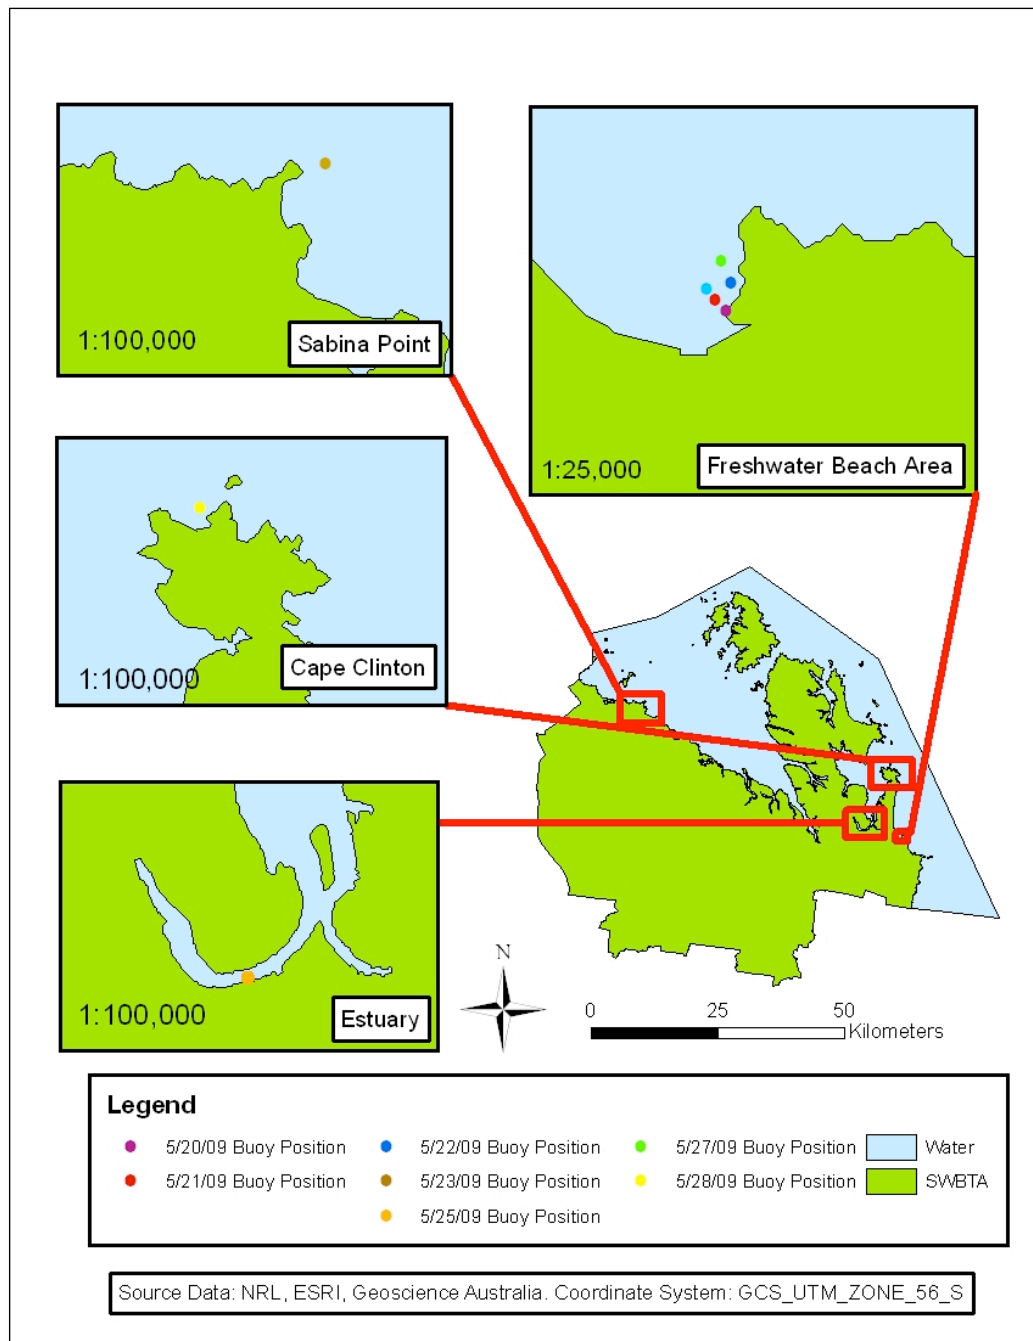 1:100,000
Sabina Point
1:25,000
Freshwater Beach Area
1:100,000
Cape Clinton
1:100,000
Estuary
N
0 25 50
Kilometers
Legend
5/20/09 Buoy Position
5/22/09 Buoy Position
5/27/09 Buoy Position
Water
5/21/09 Buoy Position
5/23/09 Buoy Position
5/28/09 Buoy Position
SWBTA
5/25/09 Buoy Position
Source Data: NRL, ESRI, Geoscience Australia. Coordinate System: GCS_UTM_ZONE_56_S